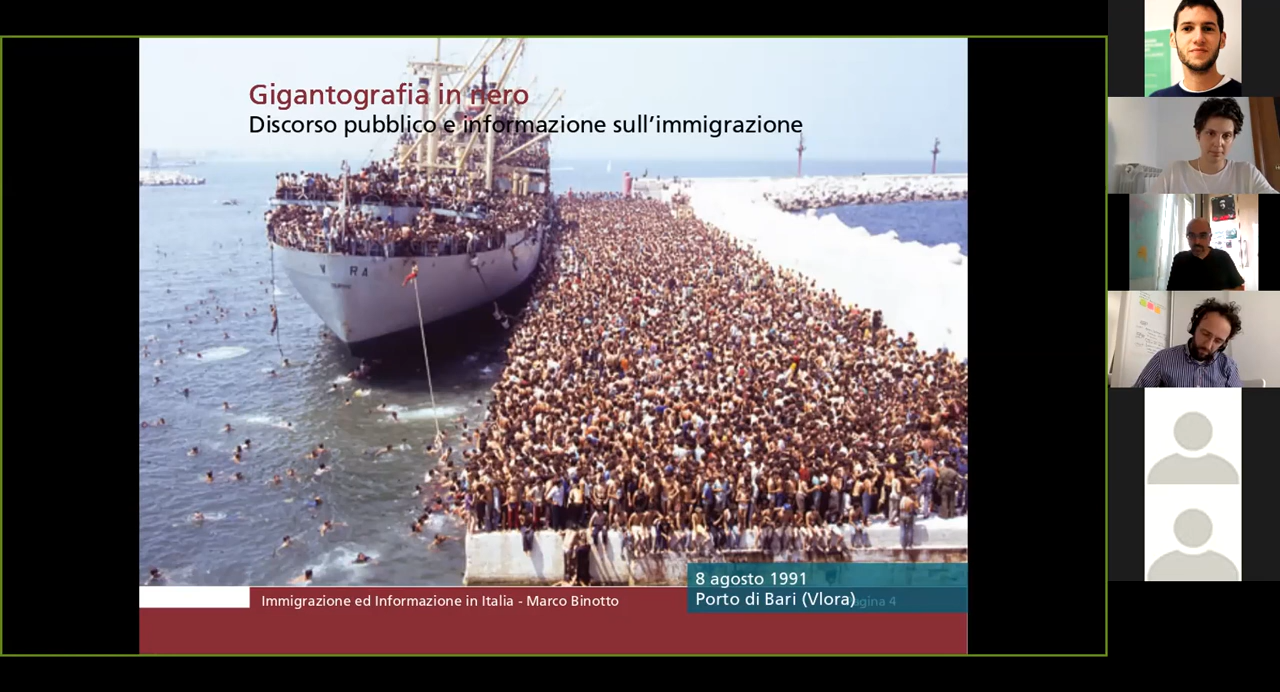 Gigantografia in nero
Discorso pubblico e informazione sull’immigrazione
Immigrazione ed Informazione in Italia - Marco Binotto
8 agosto 1991
Porto di Bari (Vlora)